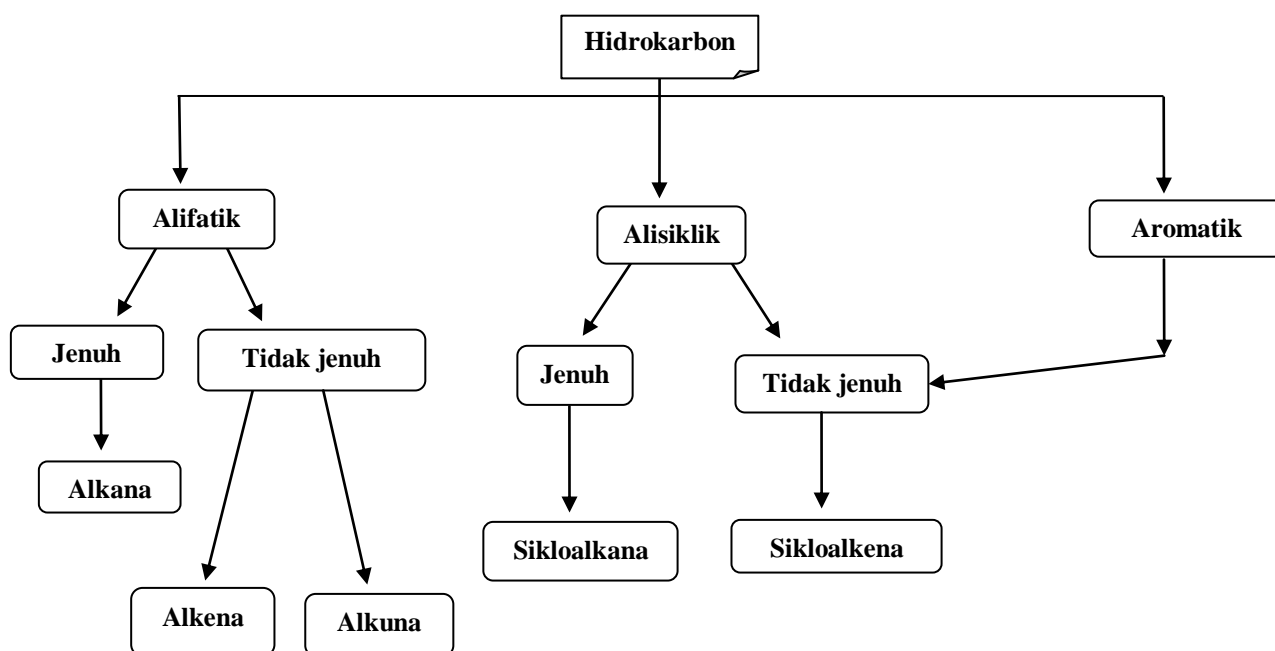 Hidrokarbon
Alifatik
Alisiklik
Aromatik
Jenuh
Tidak jenuh
Jenuh
Tidak jenuh
Alkana
Sikloalkana
Sikloalkena
Alkena
Alkuna